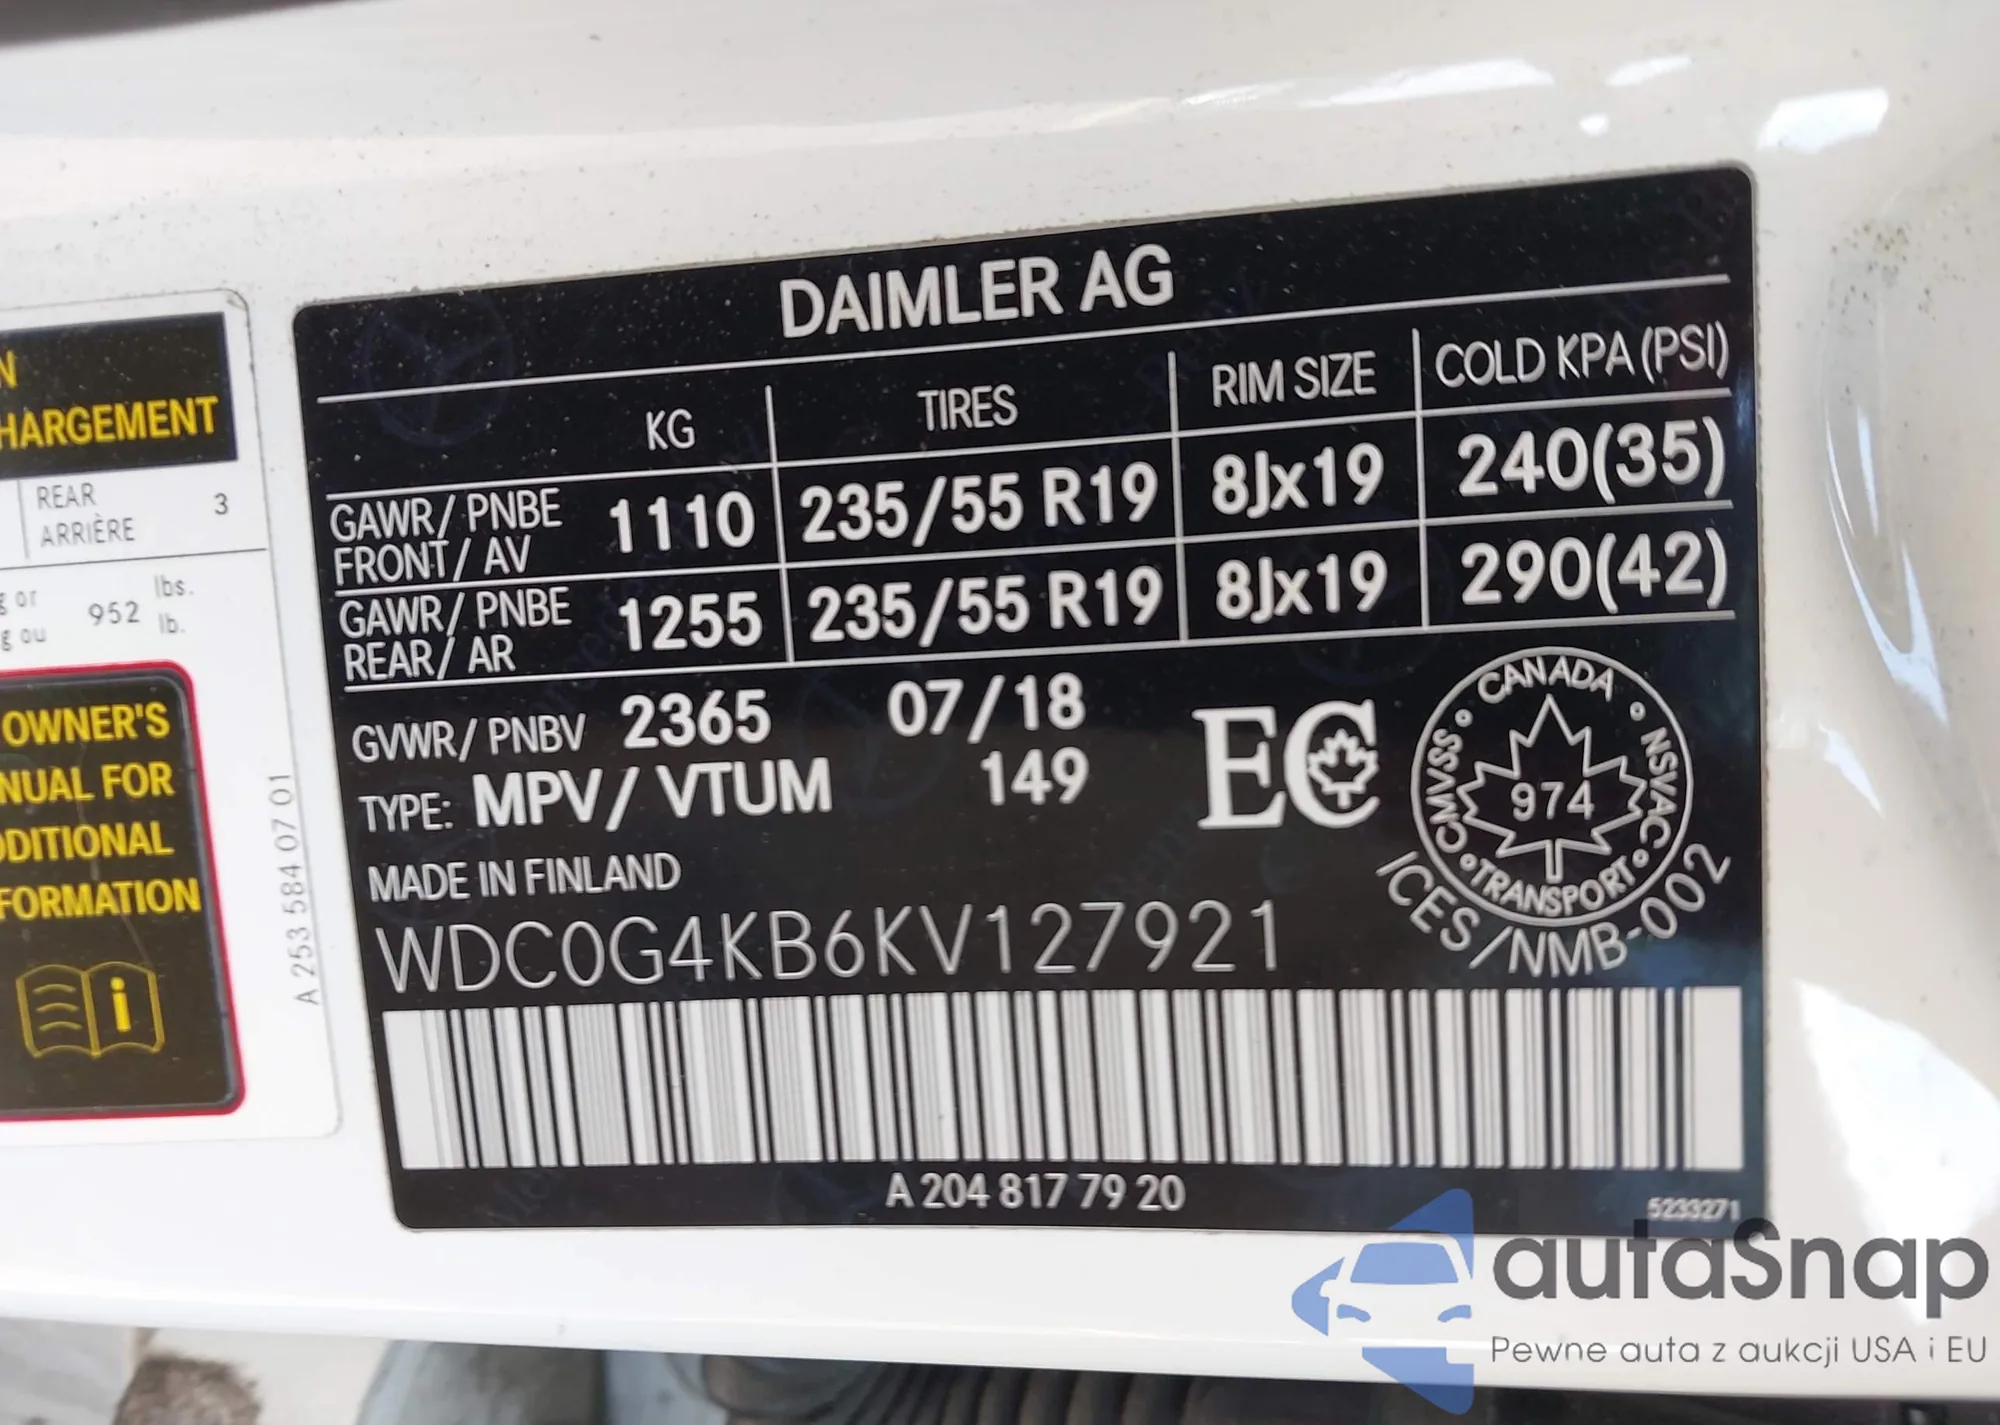 DAIMLER AG
KG TIRES RIM SIZE COLD KPA (PSI)
GAWR/ PNBE FRONT/ AV 1110 235/55 R19 8Jx19 240(35)
GAWR/ PNBE REAR/ AR 1255 235/55 R19 8Jx19 290(42)
GVWR/ PNBV 2365 07/18
TYPE: MPV/ VTUM 149
MADE IN FINLAND
WDC0G4KB6KV127921
EC
CANADA
CMVSS • NSVAC
974
TRANSPORT
ICES/NMB-002
A 204 817 79 20
5233271
N
HARGEMENT
REAR
ARRIÈRE 3
g or 952 lbs.
g ou lb.
OWNER'S
NUAL FOR
DDITIONAL
FORMATION
i
A 253 584 07 01
autaSnap
Pewne auta z aukcji USA i EU